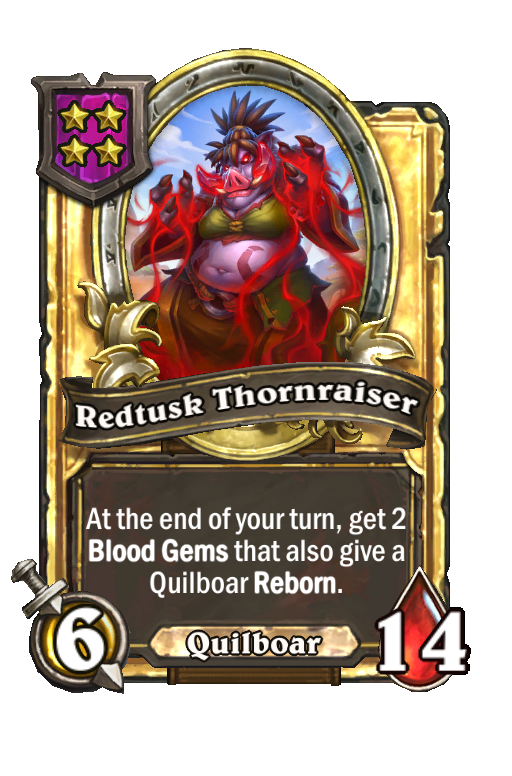 Redtusk Thornraiser
At the end of your turn, get 2
Blood Gems that also give a
Quilboar Reborn.
6
Quilboar
14